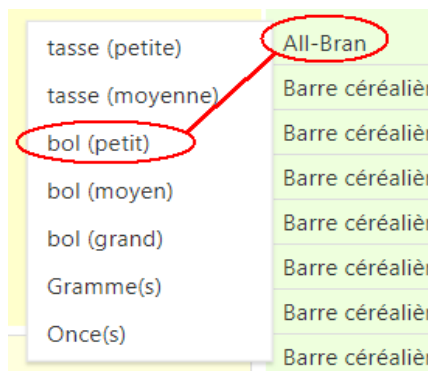 tasse (petite)
tasse (moyenne)
bol (petit)
bol (moyen)
bol (grand)
Gramme(s)
Once(s)
All-Bran
Barre céréaliè
Barre céréaliè
Barre céréaliè
Barre céréaliè
Barre céréaliè
Barre céréaliè
Barre céréaliè